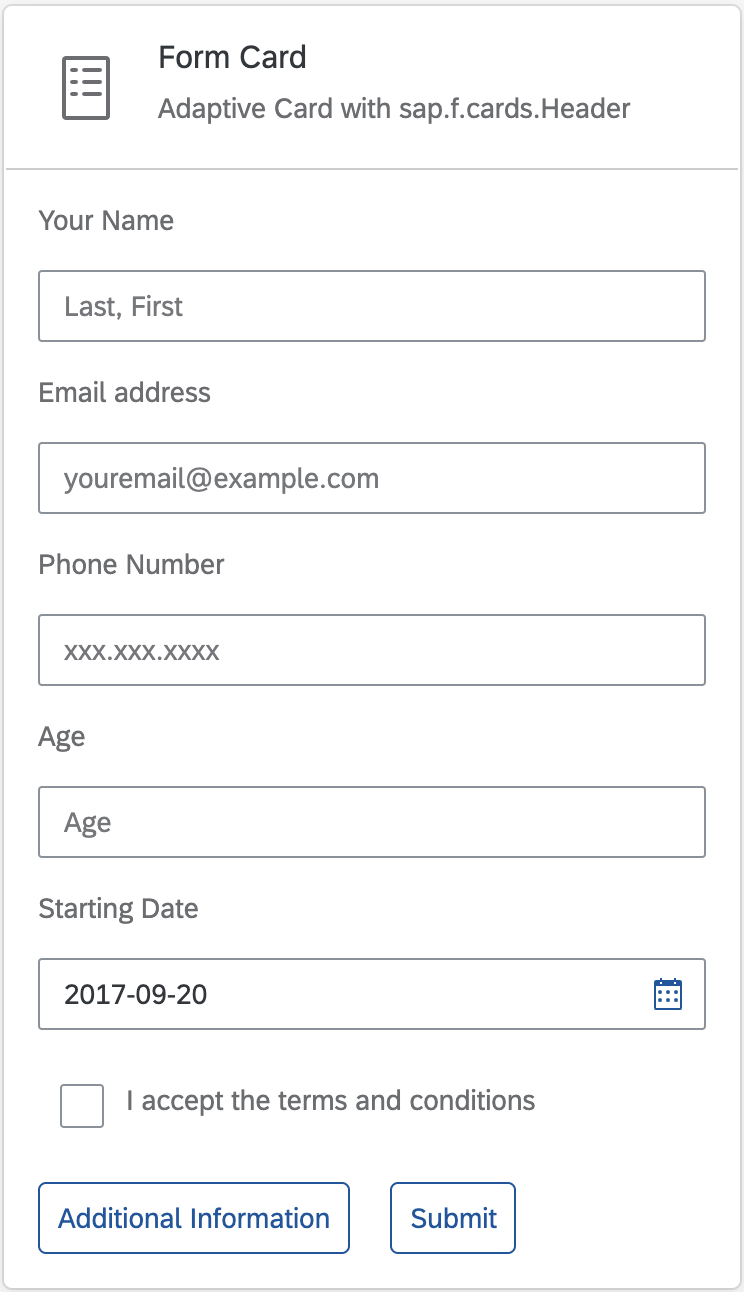 Form Card
Adaptive Card with sap.f.cards.Header
Your Name
Last, First
Email address
youremail@example.com
Phone Number
xxx.xxx.xxxx
Age
Age
Starting Date
2017-09-20
I accept the terms and conditions
Additional Information Submit